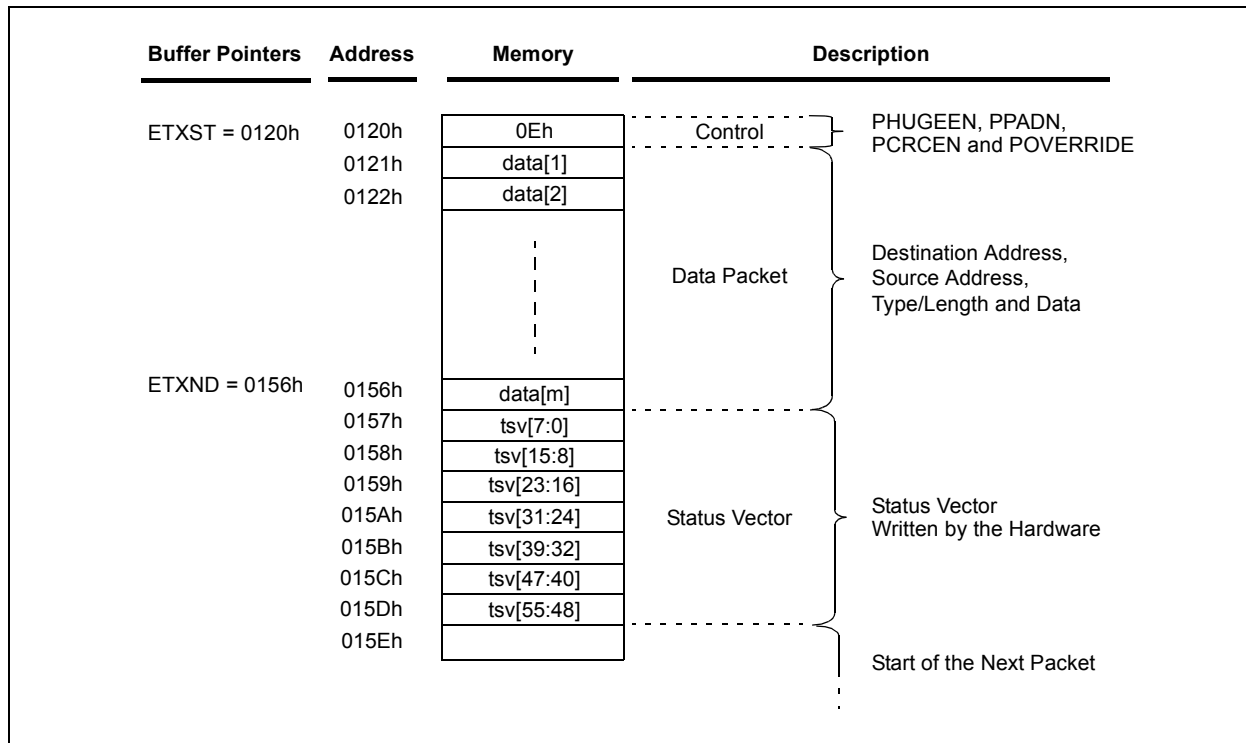 Buffer Pointers Address Memory Description
ETXST = 0120h 0120h 0Eh Control PHUGEEN, PPADN,
PCRCEN and POVERRIDE
0121h data[1]
0122h data[2]
Data Packet Destination Address,
Source Address,
Type/Length and Data
ETXND = 0156h 0156h data[m]
0157h tsv[7:0]
0158h tsv[15:8]
0159h tsv[23:16]
015Ah tsv[31:24] Status Vector Status Vector
Written by the Hardware
015Bh tsv[39:32]
015Ch tsv[47:40]
015Dh tsv[55:48]
015Eh
Start of the Next Packet